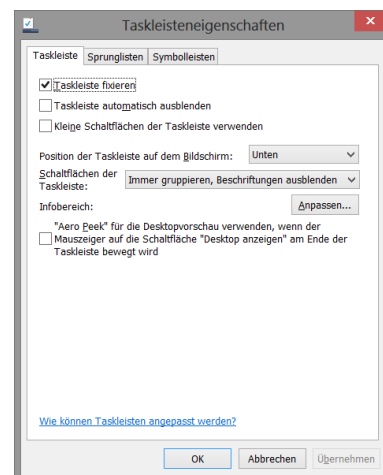 Taskleisteneigenschaften
Taskleiste Sprunglisten Symbolleisten
Taskleiste fixieren
Taskleiste automatisch ausblenden
Kleine Schaltflächen der Taskleiste verwenden
Position der Taskleiste auf dem Bildschirm: Unten
Schaltflächen der
Taskleiste: Immer gruppieren, Beschriftungen ausblenden
Infobereich: Anpassen...
"Aero Peek" für die Desktopvorschau verwenden, wenn der
Mauszeiger auf die Schaltfläche "Desktop anzeigen" am Ende der
Taskleiste bewegt wird
Wie können Taskleisten angepasst werden?
OK Abbrechen Übernehmen